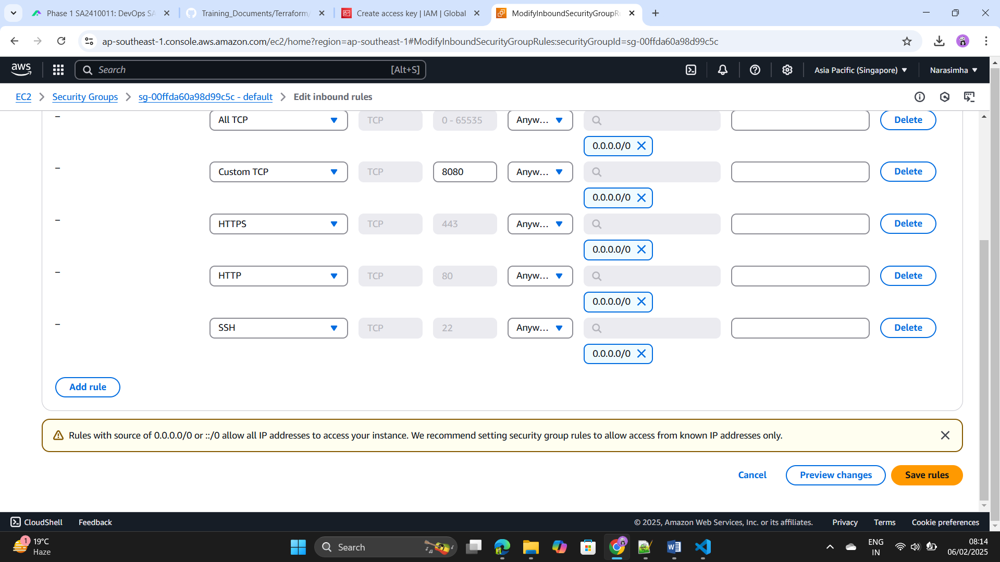 Phase 1 SA2410011: DevOps SA
Training_Documents/Terraform/
Create access key | IAM | Global
ModifyInboundSecurityGroupRu
ap-southeast-1.console.aws.amazon.com/ec2/home?region=ap-southeast-1#ModifyInboundSecurityGroupRules:securityGroupId=sg-00ffda60a98d99c5c
aws
Search
[Alt+S]
Asia Pacific (Singapore)
Narasimha
EC2
Security Groups
sg-00ffda60a98d99c5c - default
Edit inbound rules
– All TCP TCP 0 - 65535 Anyw... Delete
0.0.0.0/0
– Custom TCP TCP 8080 Anyw... Delete
0.0.0.0/0
– HTTPS TCP 443 Anyw... Delete
0.0.0.0/0
– HTTP TCP 80 Anyw... Delete
0.0.0.0/0
– SSH TCP 22 Anyw... Delete
0.0.0.0/0
Add rule
Rules with source of 0.0.0.0/0 or ::/0 allow all IP addresses to access your instance. We recommend setting security group rules to allow access from known IP addresses only.
Cancel
Preview changes
Save rules
CloudShell
Feedback
© 2025, Amazon Web Services, Inc. or its affiliates.
Privacy
Terms
Cookie preferences
1
19°C
Haze
Search
ENG
IN
08:14
06/02/2025